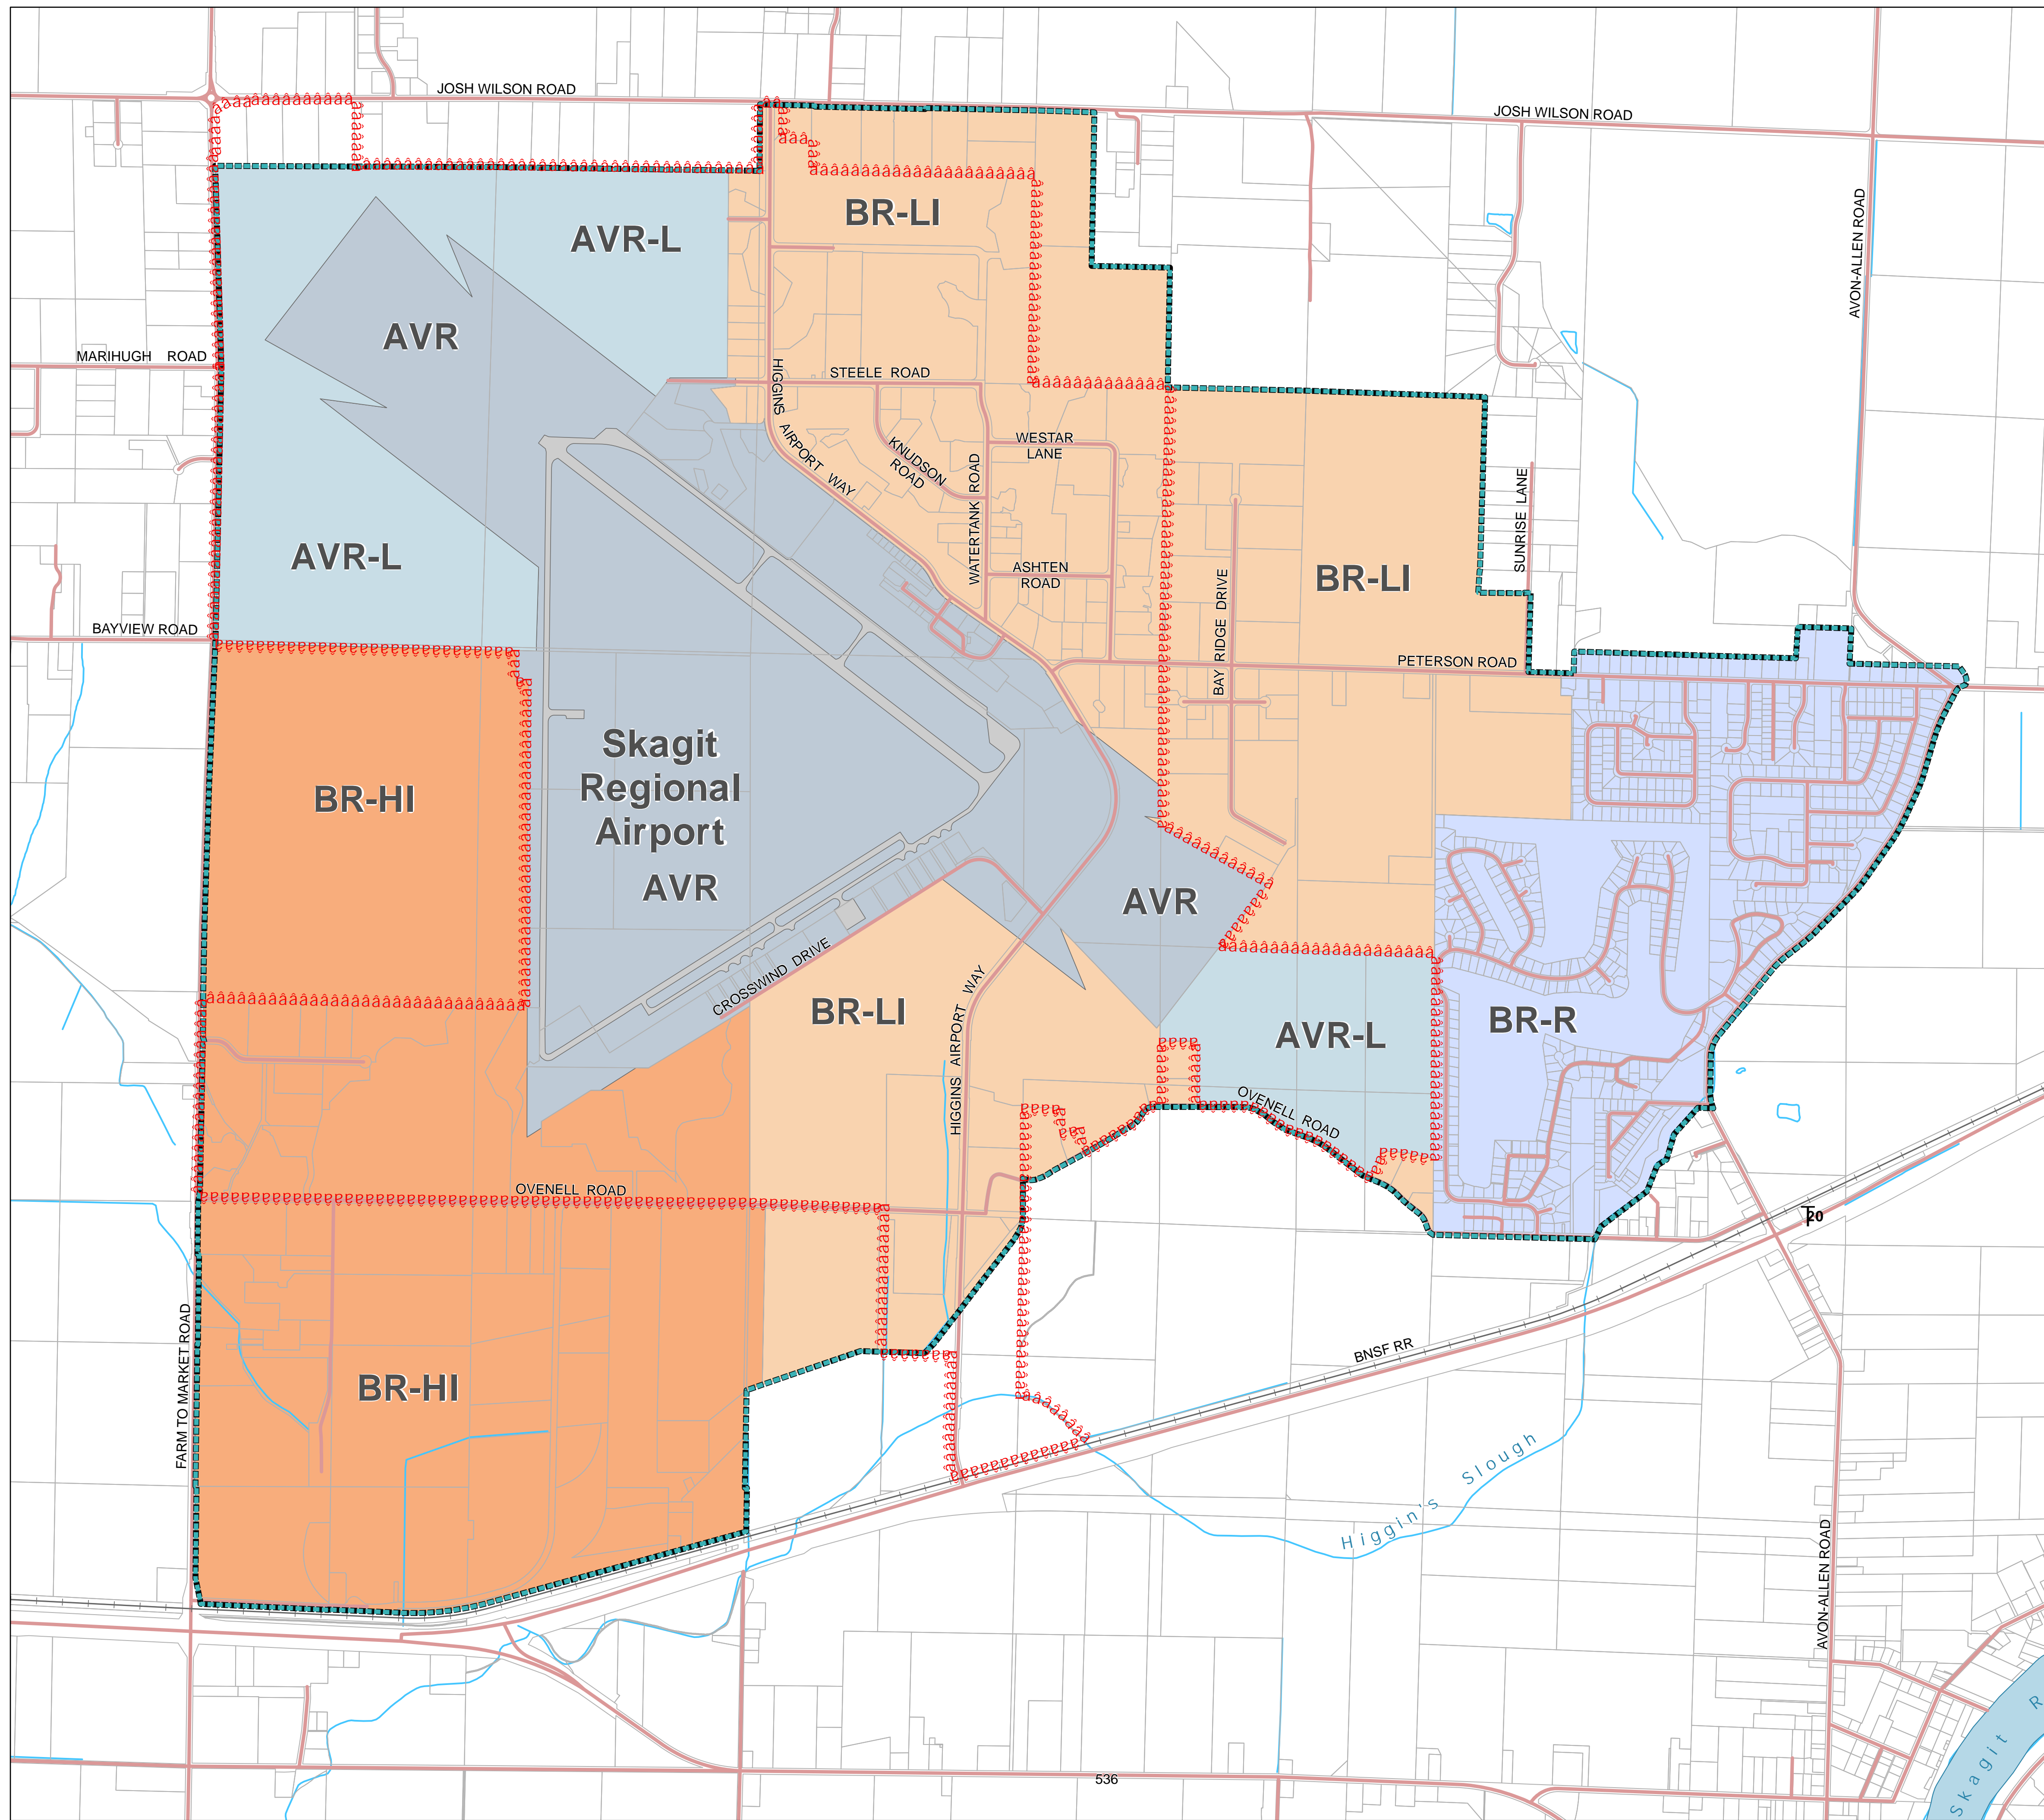 JOSH WILSON ROAD
JOSH WILSON ROAD
AVON-ALLEN ROAD
BR-LI
AVR-L
AVR
MARIHUGH ROAD
STEELE ROAD
HIGGINS AIRPORT WAY
KNUDSON
ROAD
WESTAR
LANE
WATERTANK ROAD
SUNRISE LANE
AVR-L
ASHTEN
ROAD
BR-LI
BAY RIDGE DRIVE
BAYVIEW ROAD
PETERSON ROAD
Skagit
Regional
Airport
AVR
BR-HI
AVR
CROSSWIND DRIVE
BR-LI
HIGGINS AIRPORT WAY
AVR-L
BR-R
OVENELL ROAD
OVENELL ROAD
20
FARM TO MARKET ROAD
BNSF RR
BR-HI
Higgin's Slough
AVON-ALLEN ROAD
Skagit R
536